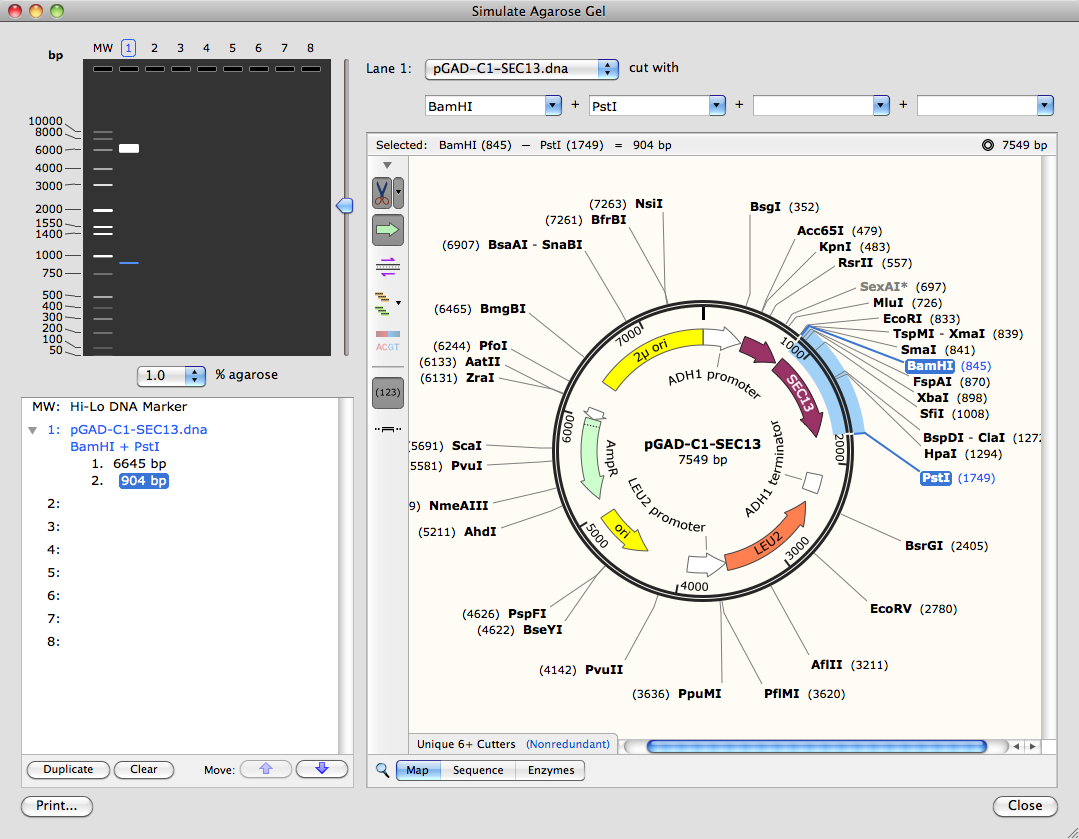 Simulate Agarose Gel
bp
MW 1 2 3 4 5 6 7 8
10000
8000
6000
4000
3000
2000
1550
1400
1000
750
500
400
300
200
100
50
1.0 % agarose
MW: Hi-Lo DNA Marker
1: pGAD-C1-SEC13.dna
BamHI + PstI
1. 6645 bp
2. 904 bp
2:
3:
4:
5:
6:
7:
8:
Duplicate Clear Move:
Print...
Lane 1: pGAD-C1-SEC13.dna cut with
BamHI + PstI + +
Selected: BamHI (845) – PstI (1749) = 904 bp 7549 bp
ACGT
(123)
(7263) NsiI
(7261) BfrBI
(6907) BsaAI - SnaBI
(6465) BmgBI
(6244) PfoI
(6133) AatII
(6131) ZraI
5691) ScaI
5581) PvuI
9) NmeAIII
(5211) AhdI
(4626) PspFI
(4622) BseYI
(4142) PvuII
(3636) PpuMI
BsgI (352)
Acc65I (479)
KpnI (483)
RsrII (557)
SexAI* (697)
MluI (726)
EcoRI (833)
TspMI - XmaI (839)
SmaI (841)
BamHI (845)
FspAI (870)
XbaI (898)
SfiI (1008)
BspDI - ClaI (1272
HpaI (1294)
PstI (1749)
BsrGI (2405)
EcoRV (2780)
AflII (3211)
PflMI (3620)
1000
2000
3000
4000
5000
6000
7000
2μ ori
ADH1 promoter
SEC13
ADH1 terminator
LEU2
LEU2 promoter
ori
AmpR
pGAD-C1-SEC13
7549 bp
Unique 6+ Cutters (Nonredundant)
Map Sequence Enzymes
Close